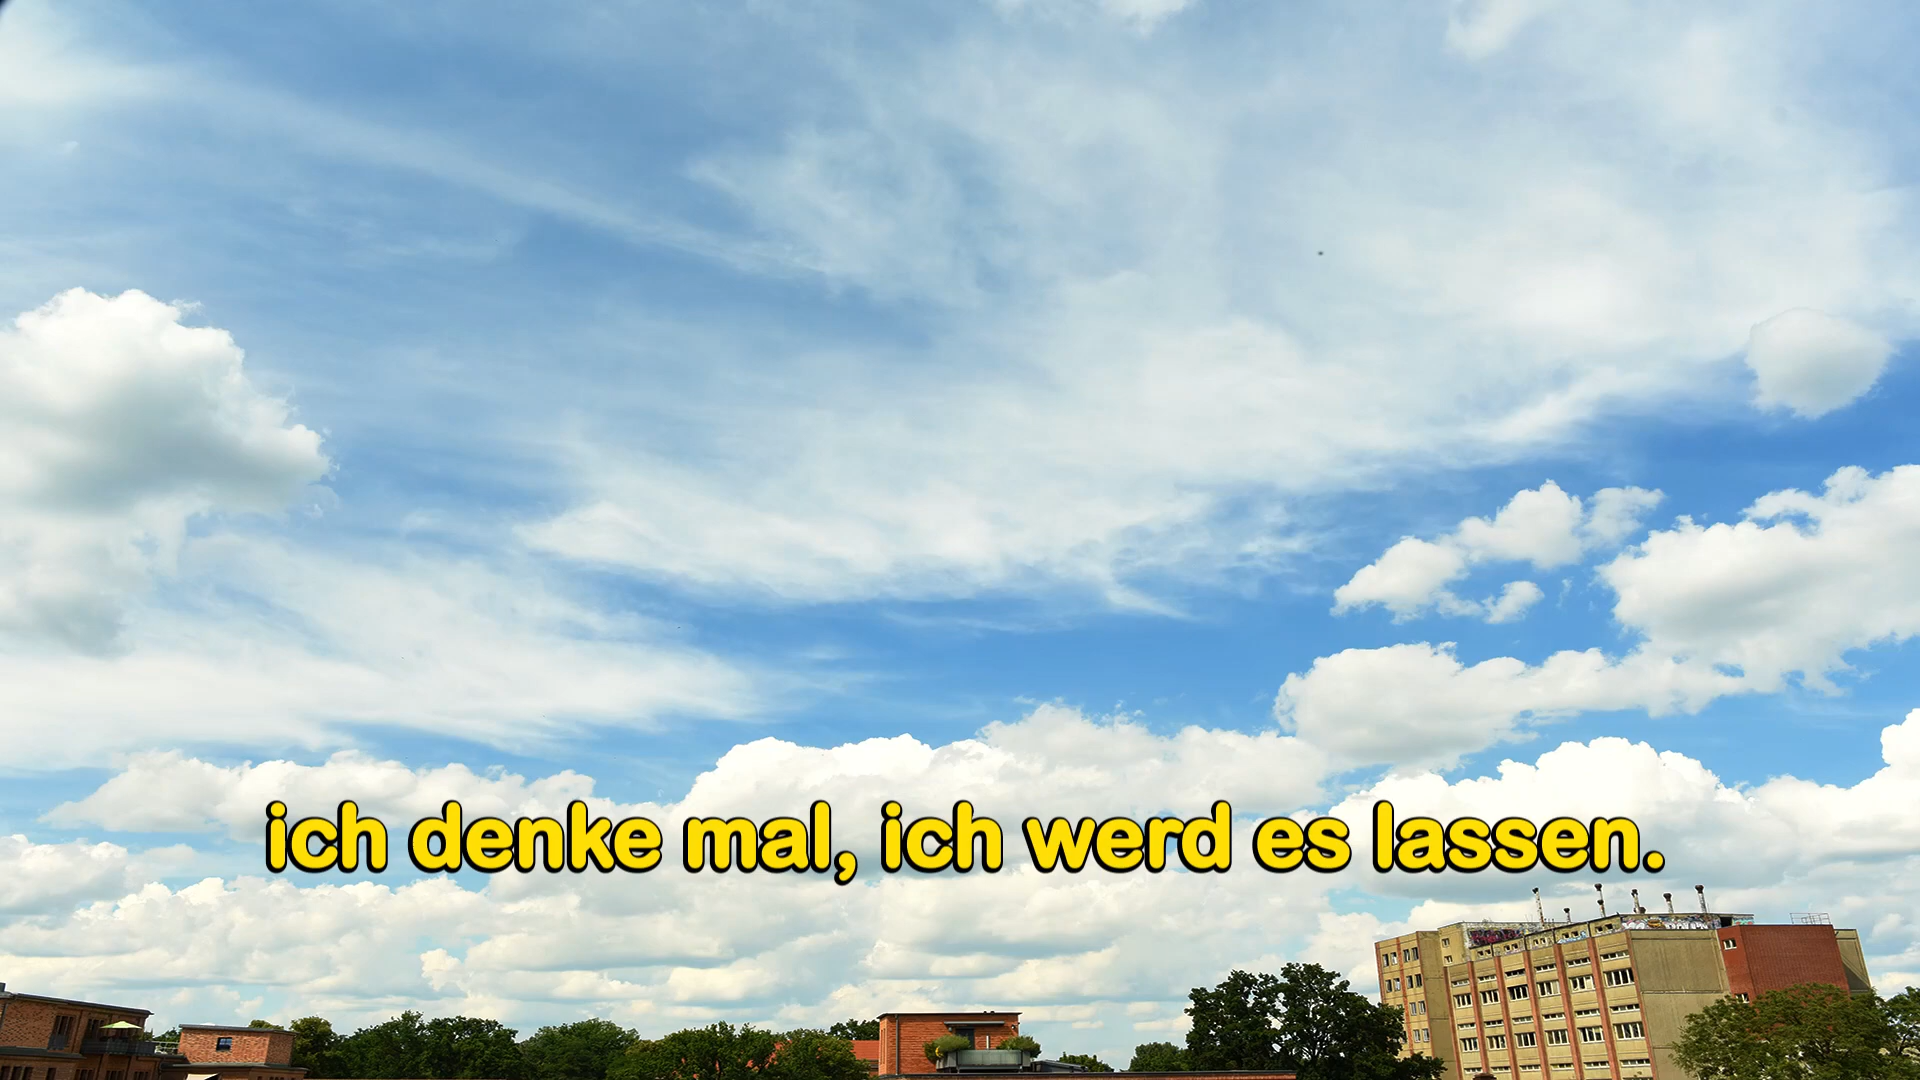 ich denke mal, ich werd es lassen.